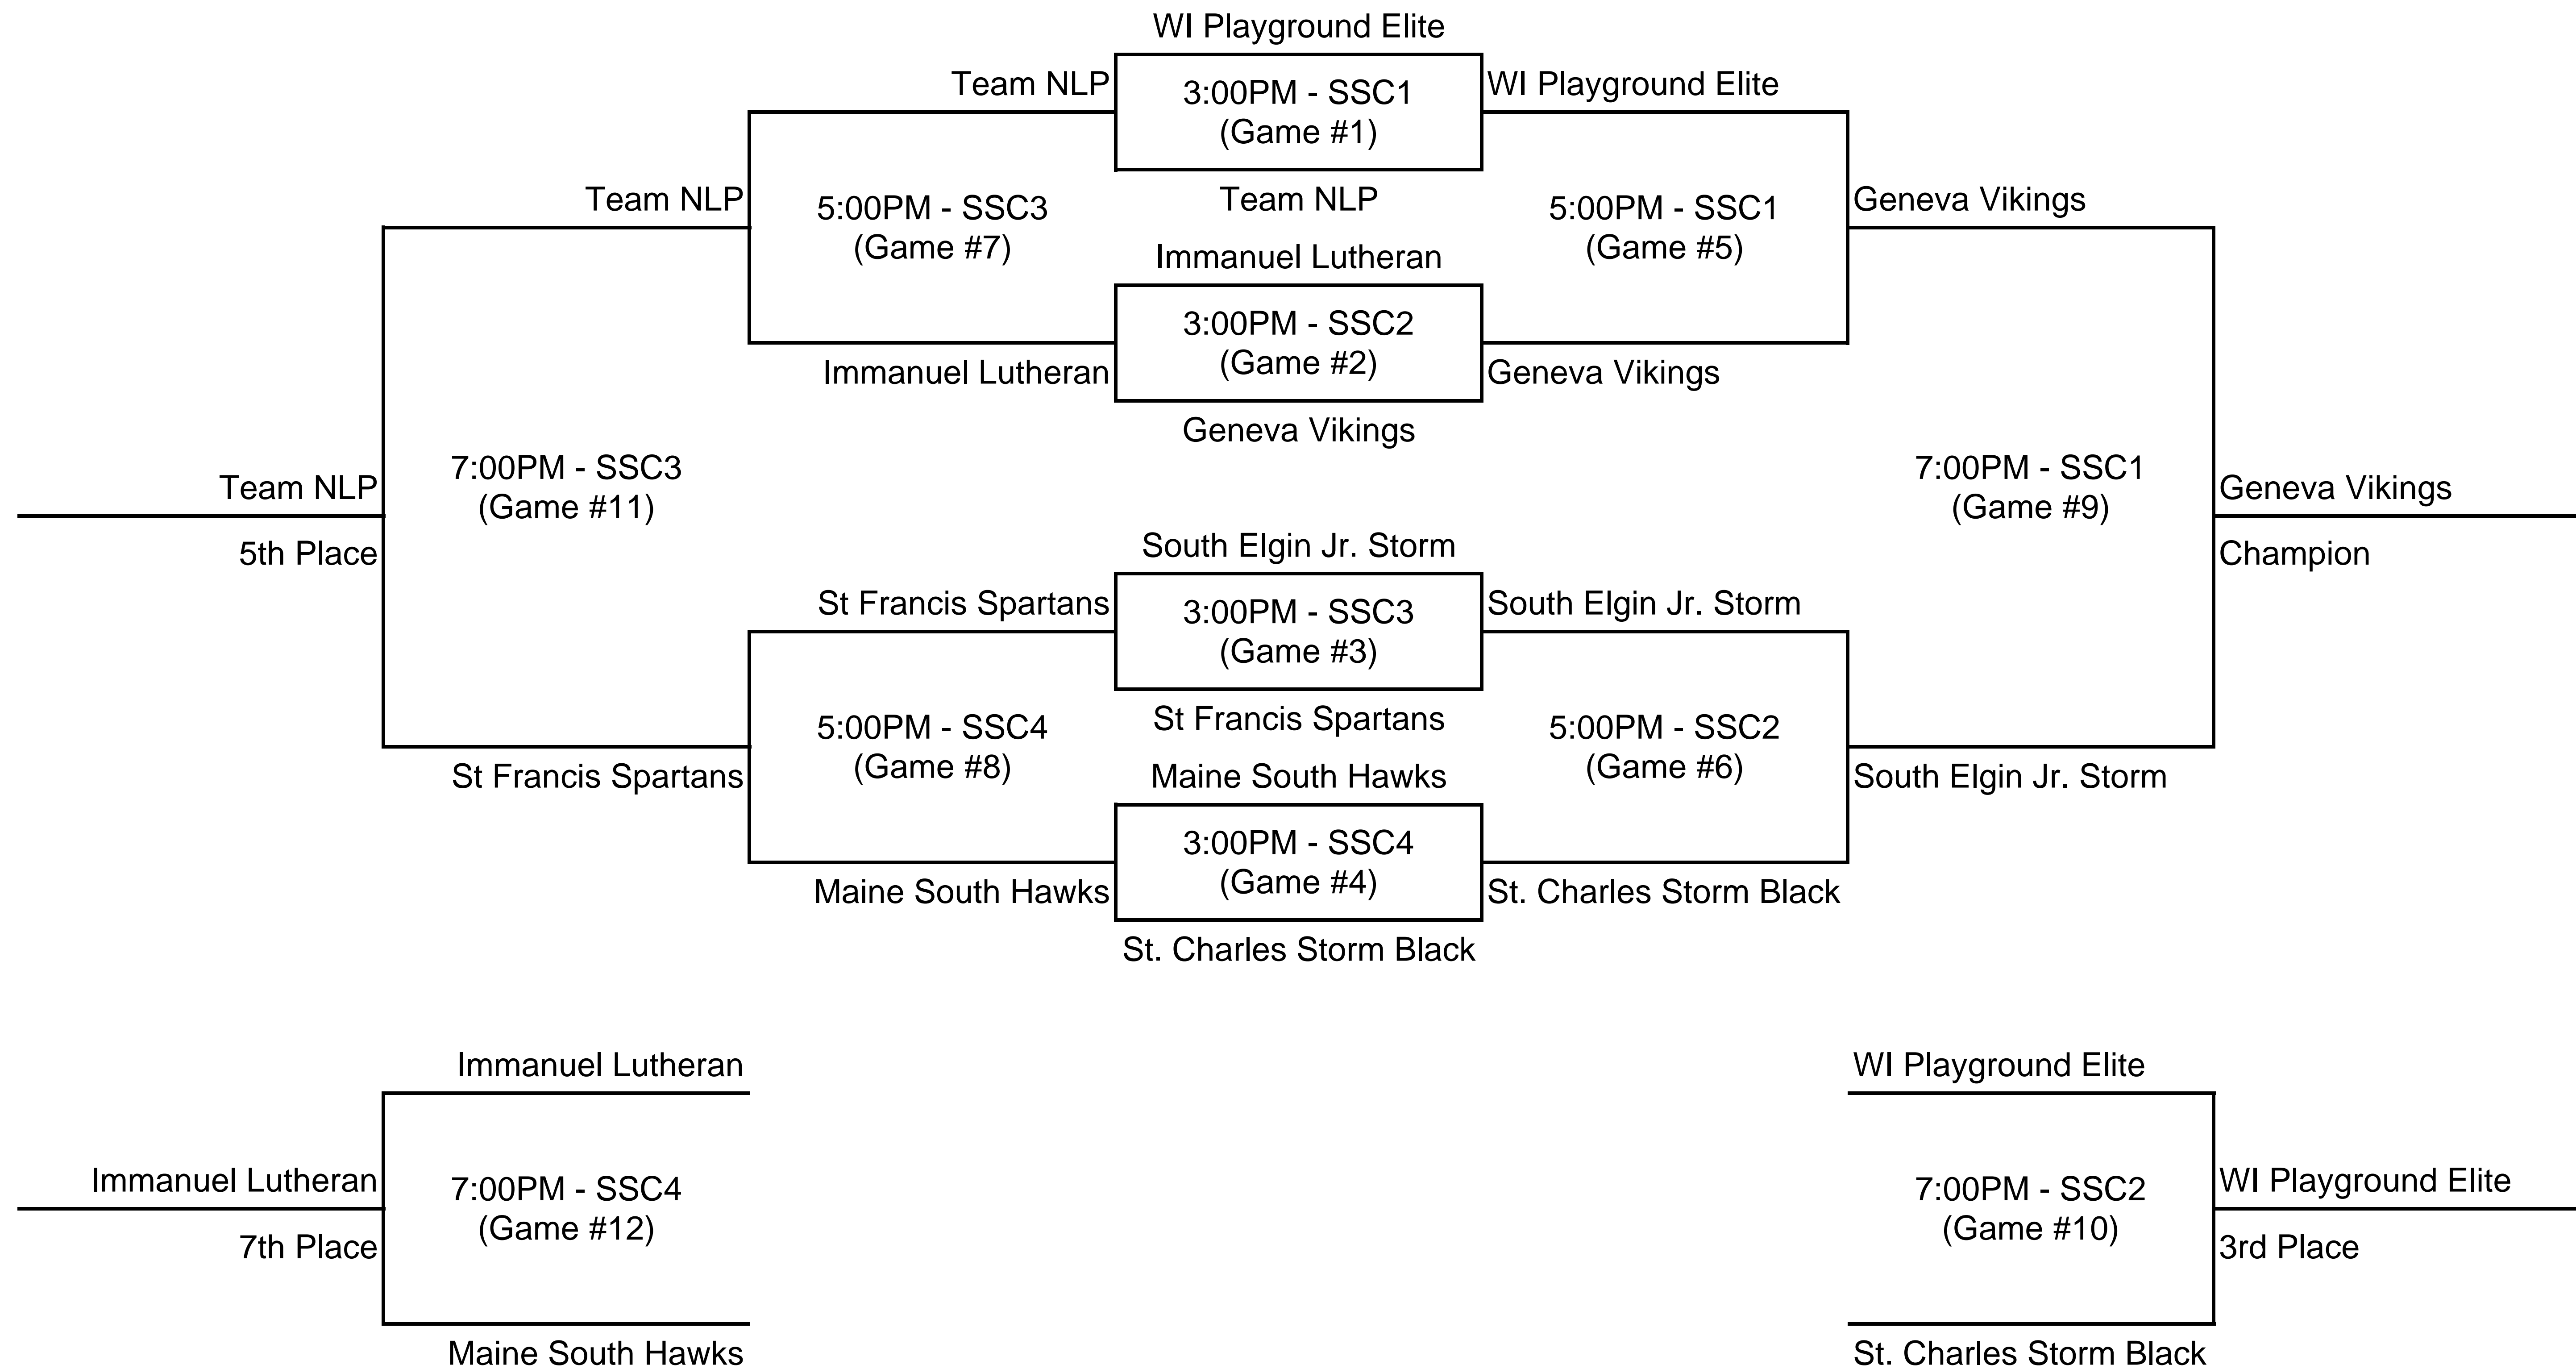 WI Playground Elite
Team NLP
3:00PM - SSC1
(Game #1)
WI Playground Elite
Team NLP
5:00PM - SSC3
(Game #7)
Team NLP
5:00PM - SSC1
(Game #5)
Geneva Vikings
Immanuel Lutheran
3:00PM - SSC2
(Game #2)
Immanuel Lutheran
Geneva Vikings
Geneva Vikings
7:00PM - SSC3
(Game #11)
7:00PM - SSC1
(Game #9)
Team NLP
5th Place
Geneva Vikings
Champion
South Elgin Jr. Storm
St Francis Spartans
3:00PM - SSC3
(Game #3)
South Elgin Jr. Storm
St Francis Spartans
5:00PM - SSC4
(Game #8)
5:00PM - SSC2
(Game #6)
St Francis Spartans
Maine South Hawks
South Elgin Jr. Storm
3:00PM - SSC4
(Game #4)
Maine South Hawks
St. Charles Storm Black
St. Charles Storm Black
Immanuel Lutheran
WI Playground Elite
Immanuel Lutheran
7th Place
7:00PM - SSC4
(Game #12)
7:00PM - SSC2
(Game #10)
WI Playground Elite
3rd Place
Maine South Hawks
St. Charles Storm Black